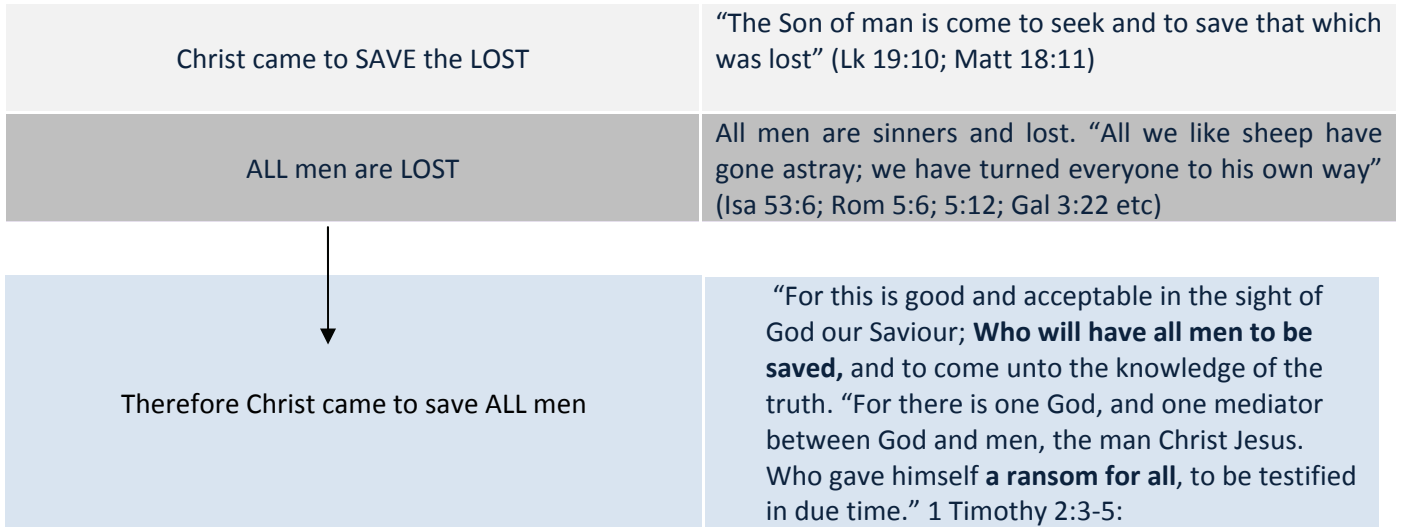 Christ came to SAVE the LOST
“The Son of man is come to seek and to save that which
was lost” (Lk 19:10; Matt 18:11)
ALL men are LOST
All men are sinners and lost. “All we like sheep have
gone astray; we have turned everyone to his own way”
(Isa 53:6; Rom 5:6; 5:12; Gal 3:22 etc)
Therefore Christ came to save ALL men
“For this is good and acceptable in the sight of
God our Saviour; Who will have all men to be
saved, and to come unto the knowledge of the
truth. “For there is one God, and one mediator
between God and men, the man Christ Jesus.
Who gave himself a ransom for all, to be testified
in due time.” 1 Timothy 2:3-5: